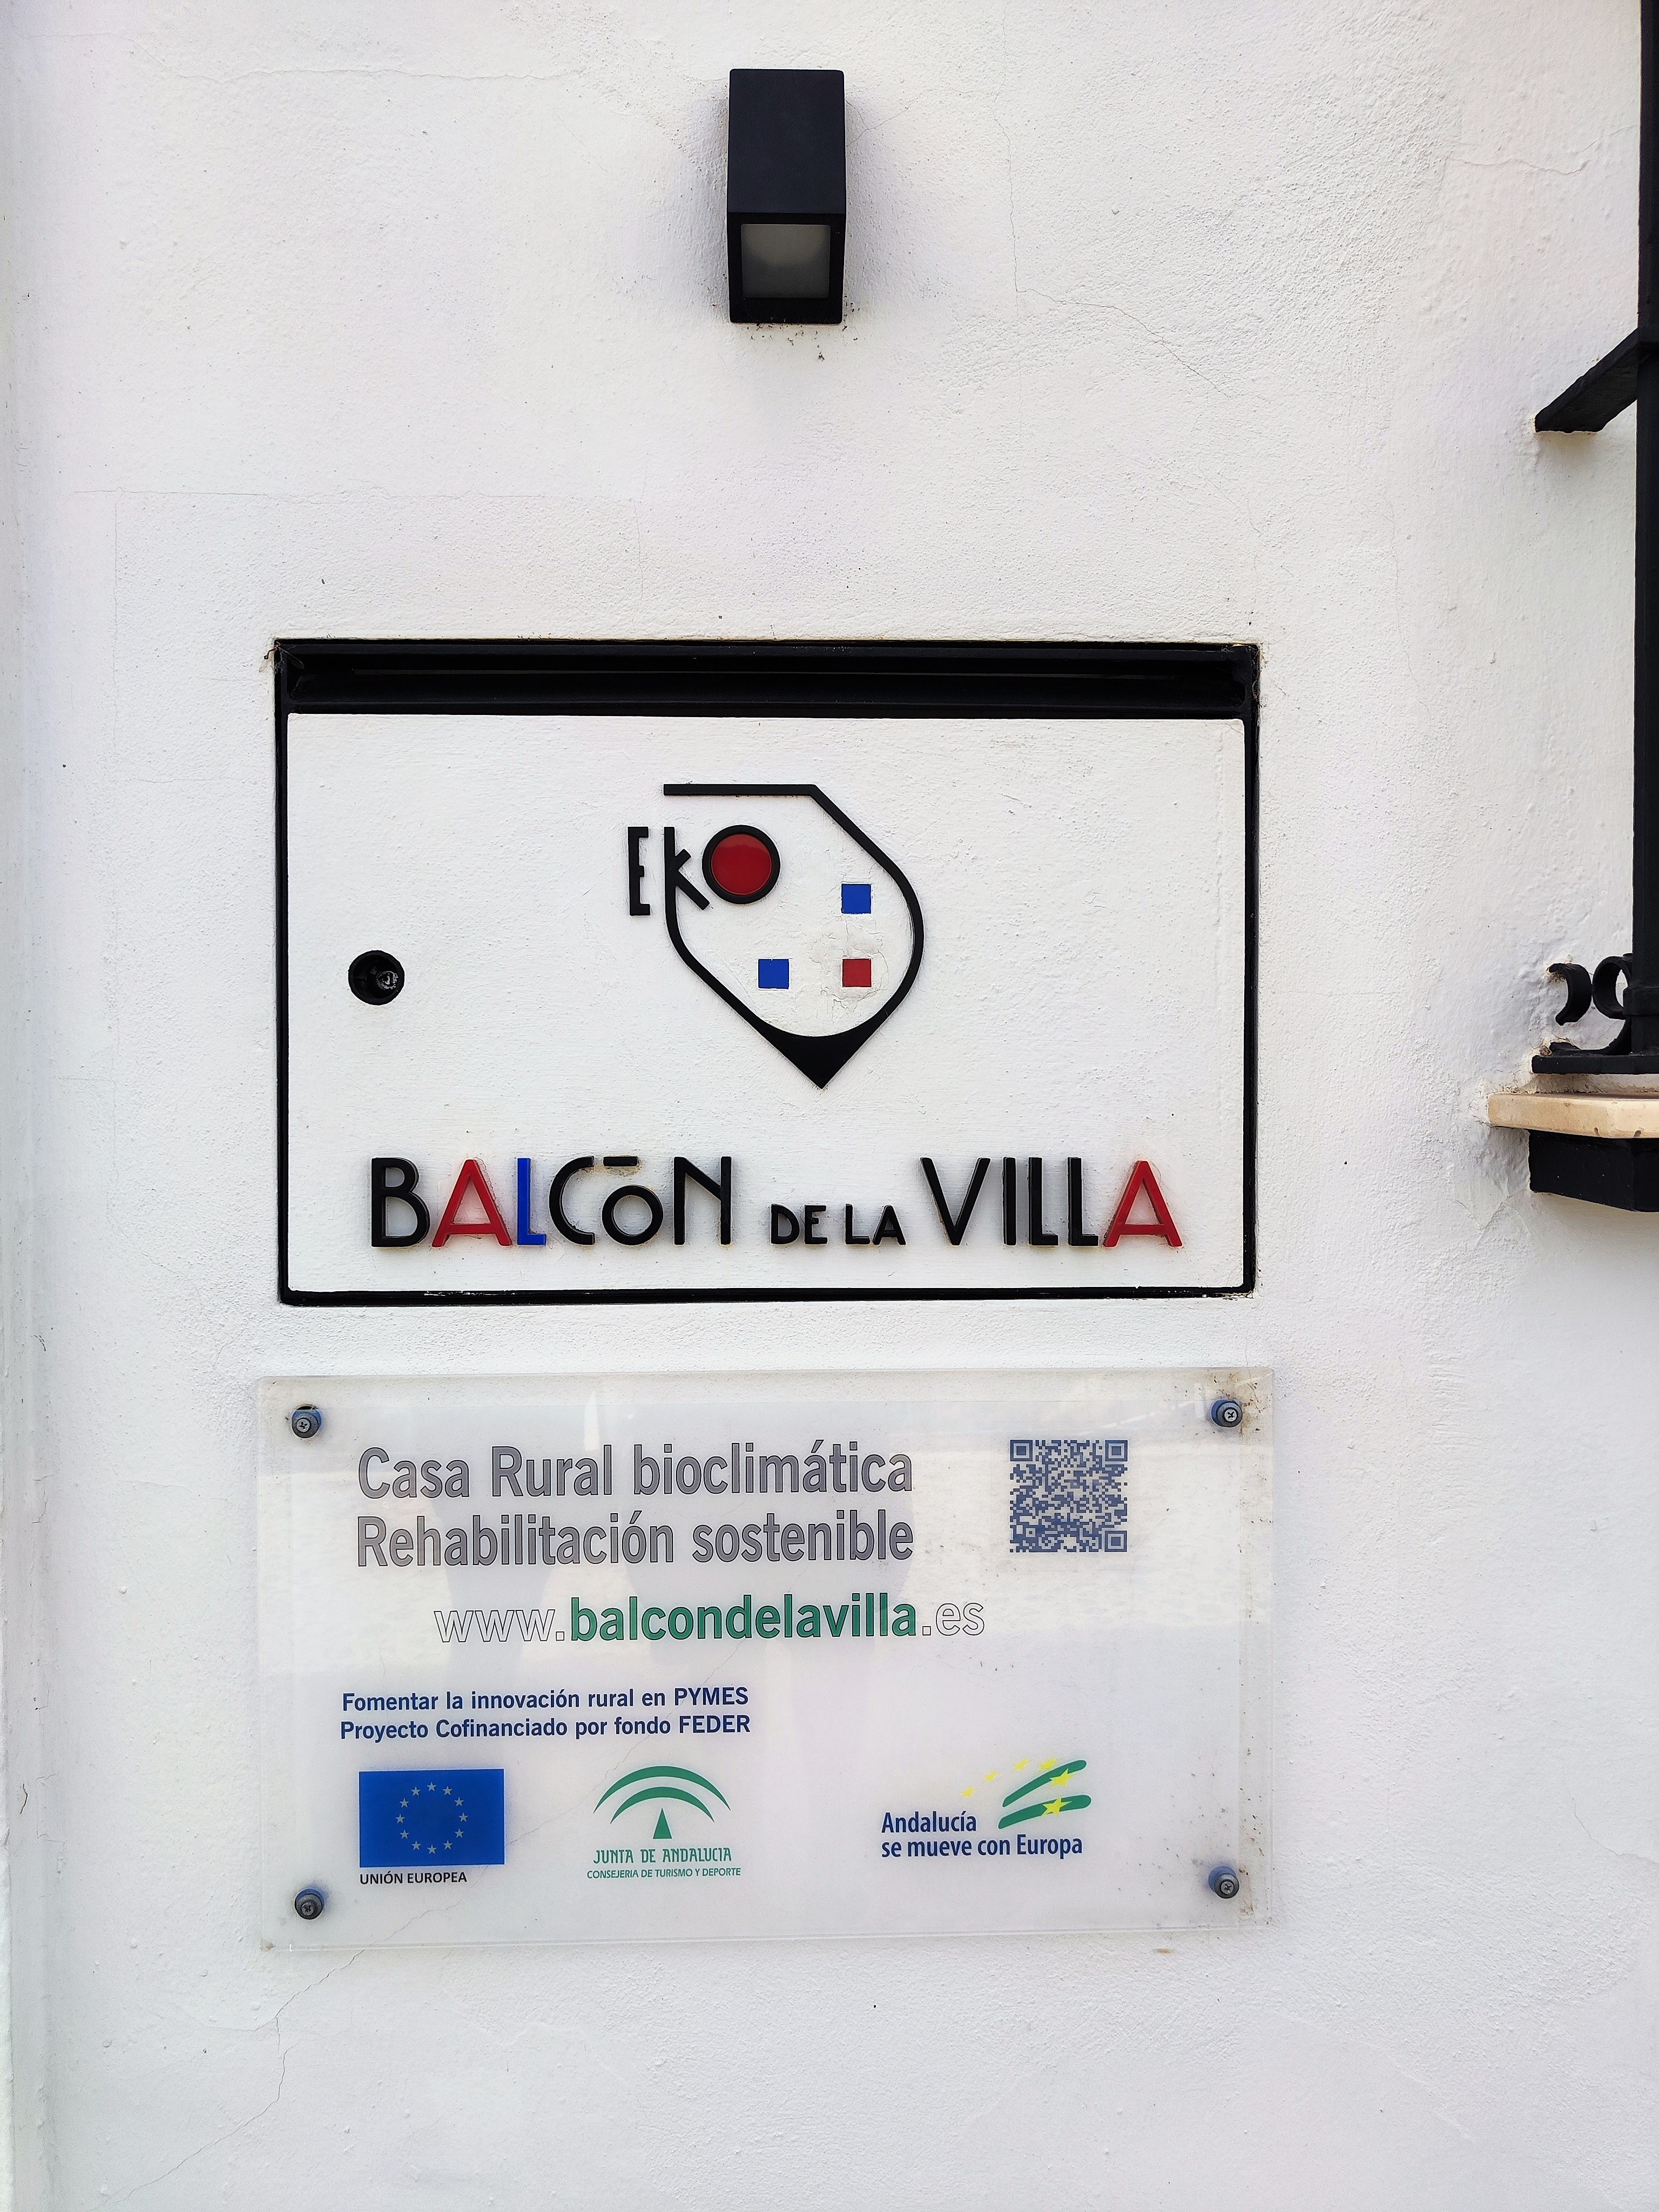 EKO
BALCŌN DE LA VILLA
Casa Rural bioclimática
Rehabilitación sostenible
www.balcondelavilla.es
Fomentar la innovación rural en PYMES
Proyecto Cofinanciado por fondo FEDER
UNIÓN EUROPEA
JUNTA DE ANDALUCIA
CONSEJERIA DE TURISMO Y DEPORTE
Andalucía
se mueve con Europa